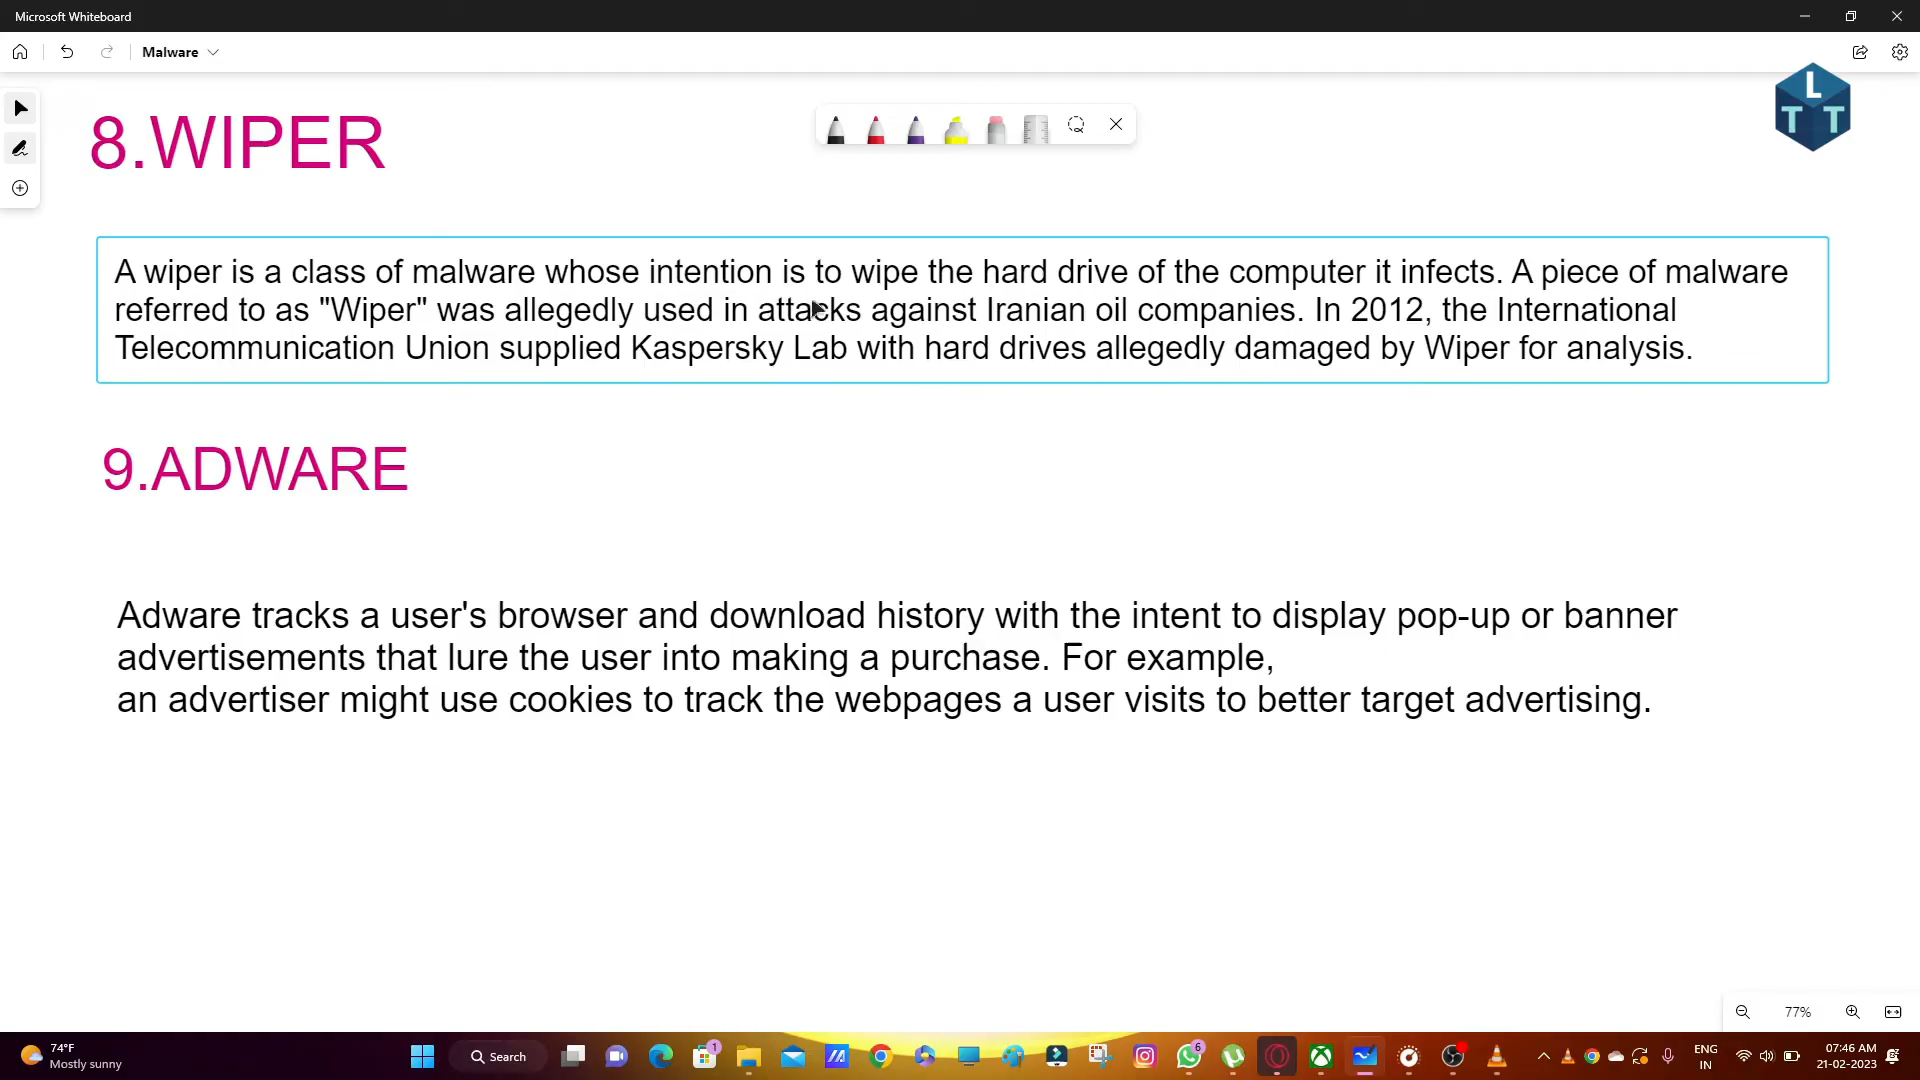 Microsoft Whiteboard
Malware
L
T T
8.WIPER
A wiper is a class of malware whose intention is to wipe the hard drive of the computer it infects. A piece of malware
referred to as "Wiper" was allegedly used in attacks against Iranian oil companies. In 2012, the International
Telecommunication Union supplied Kaspersky Lab with hard drives allegedly damaged by Wiper for analysis.
9.ADWARE
Adware tracks a user's browser and download history with the intent to display pop-up or banner
advertisements that lure the user into making a purchase. For example,
an advertiser might use cookies to track the webpages a user visits to better target advertising.
77%
74°F
Mostly sunny
Search
1
6
ENG
IN
07:46 AM
21-02-2023